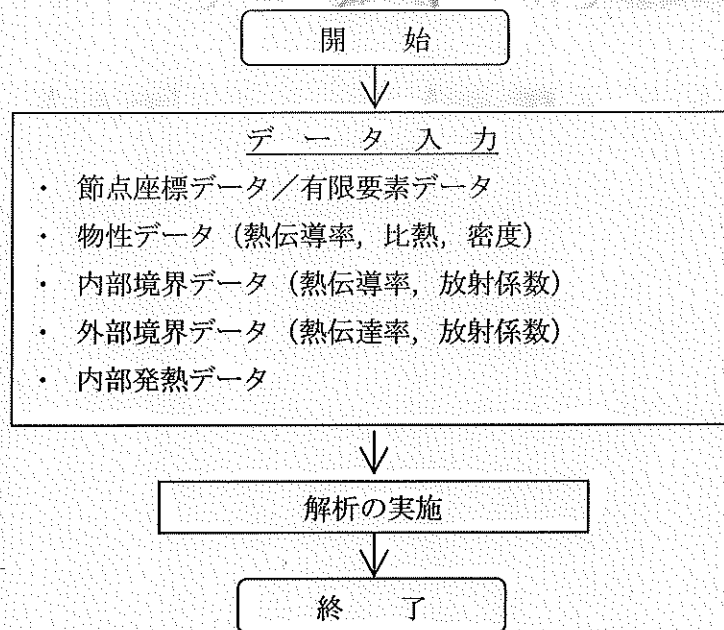 開 始
デ ー タ 入 力
・ 節点座標データ／有限要素データ
・ 物性データ（熱伝導率，比熱，密度）
・ 内部境界データ（熱伝導率，放射係数）
・ 外部境界データ（熱伝達率，放射係数）
・ 内部発熱データ
解析の実施
終 了